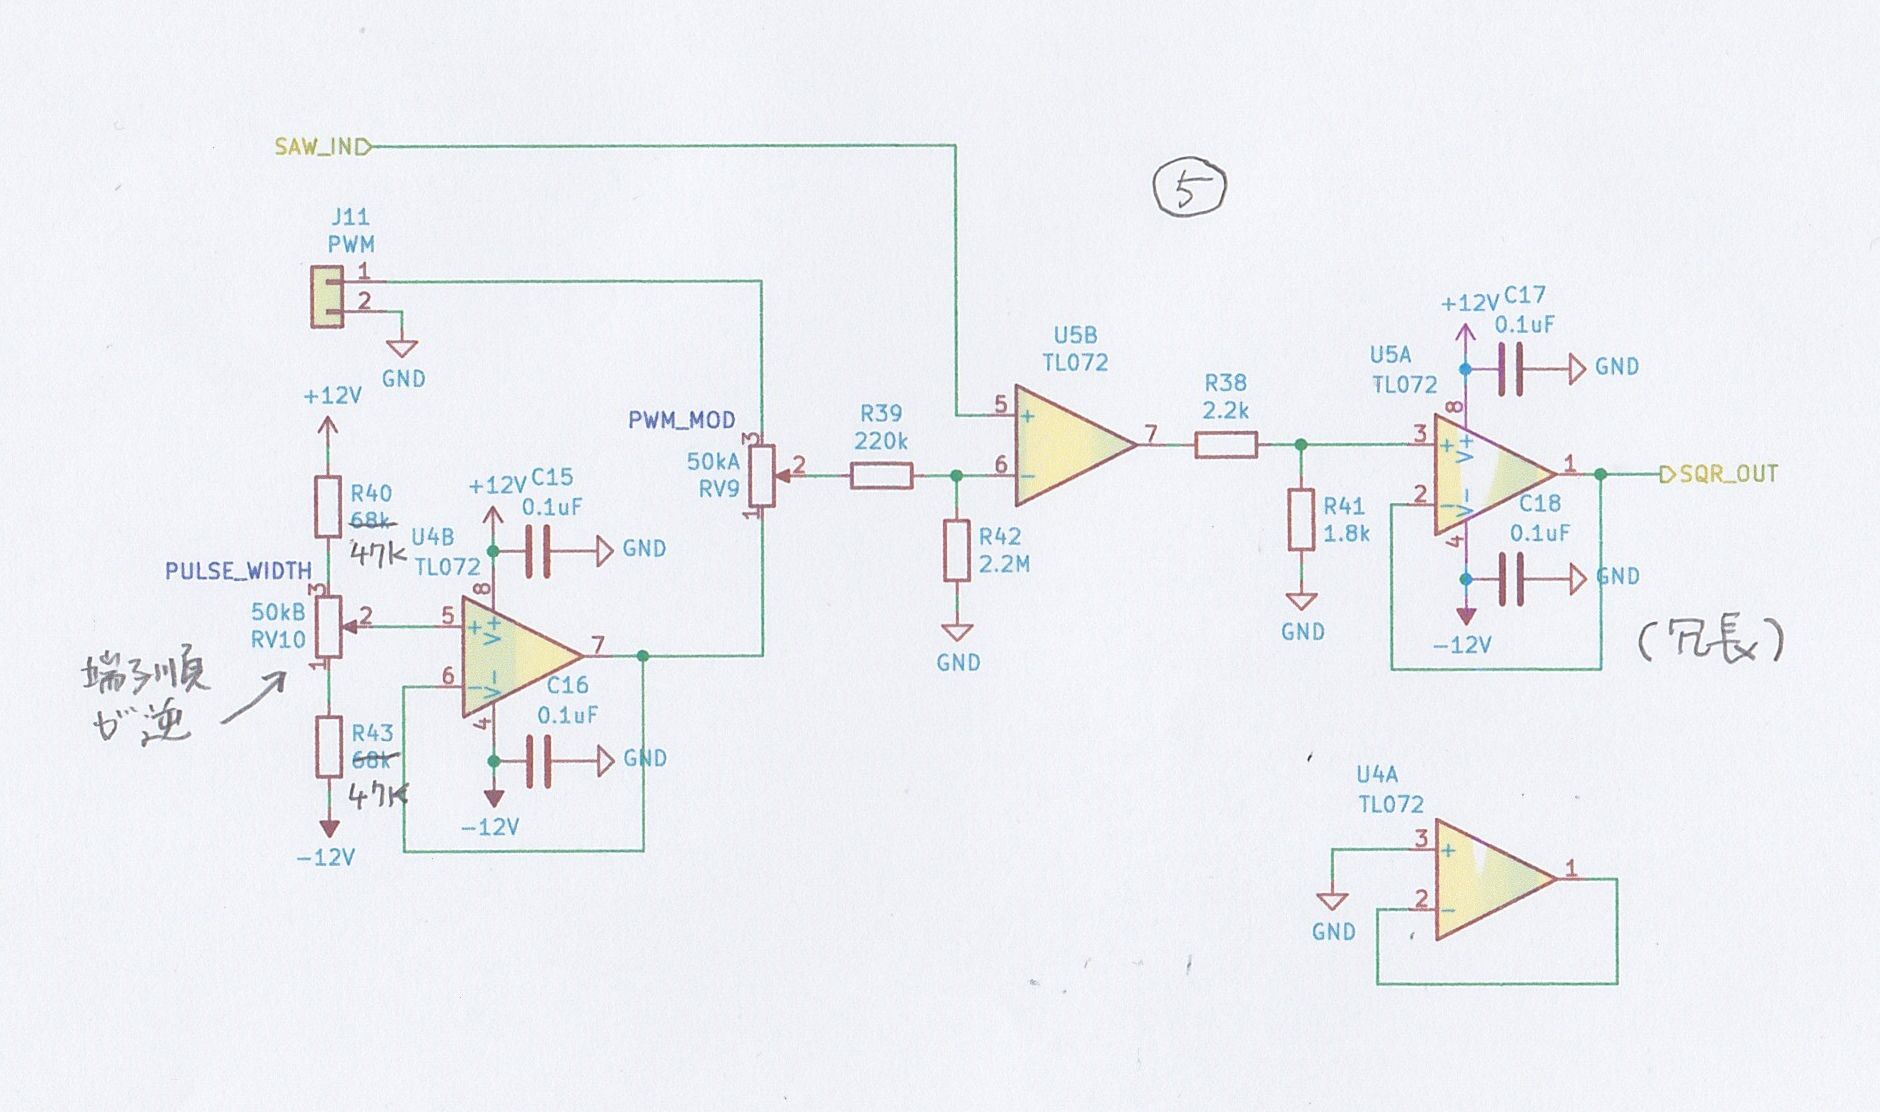 SAW_IN
5
J11
PWM
1
2
GND
+12V
R40
68k
47K
PULSE_WIDTH
3
50kB
RV10
2
1
端子順
が逆
R43
68k
47K
-12V
+12V
C15
0.1uF
GND
U4B
TL072
8
5
+
V+
6
-
V-
7
4
C16
0.1uF
GND
-12V
PWM_MOD
3
50kA
RV9
2
1
R39
220k
R42
2.2M
GND
U5B
TL072
5
+
6
-
7
R38
2.2k
R41
1.8k
GND
+12V
C17
0.1uF
GND
U5A
TL072
8
3
+
V+
2
-
V-
1
4
C18
0.1uF
GND
-12V
SQR_OUT
(冗長)
U4A
TL072
3
+
2
-
1
GND